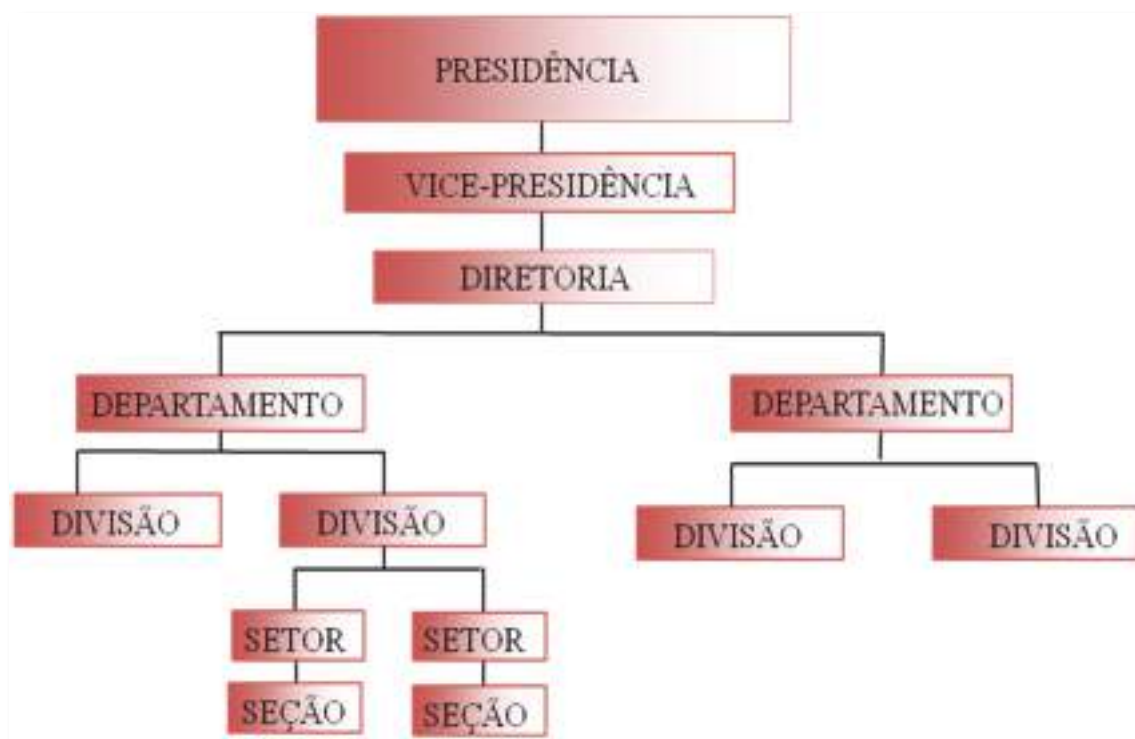 PRESIDÊNCIA
VICE-PRESIDÊNCIA
DIRETORIA
DEPARTAMENTO
DEPARTAMENTO
DIVISÃO
DIVISÃO
DIVISÃO
DIVISÃO
SETOR
SETOR
SEÇÃO
SEÇÃO